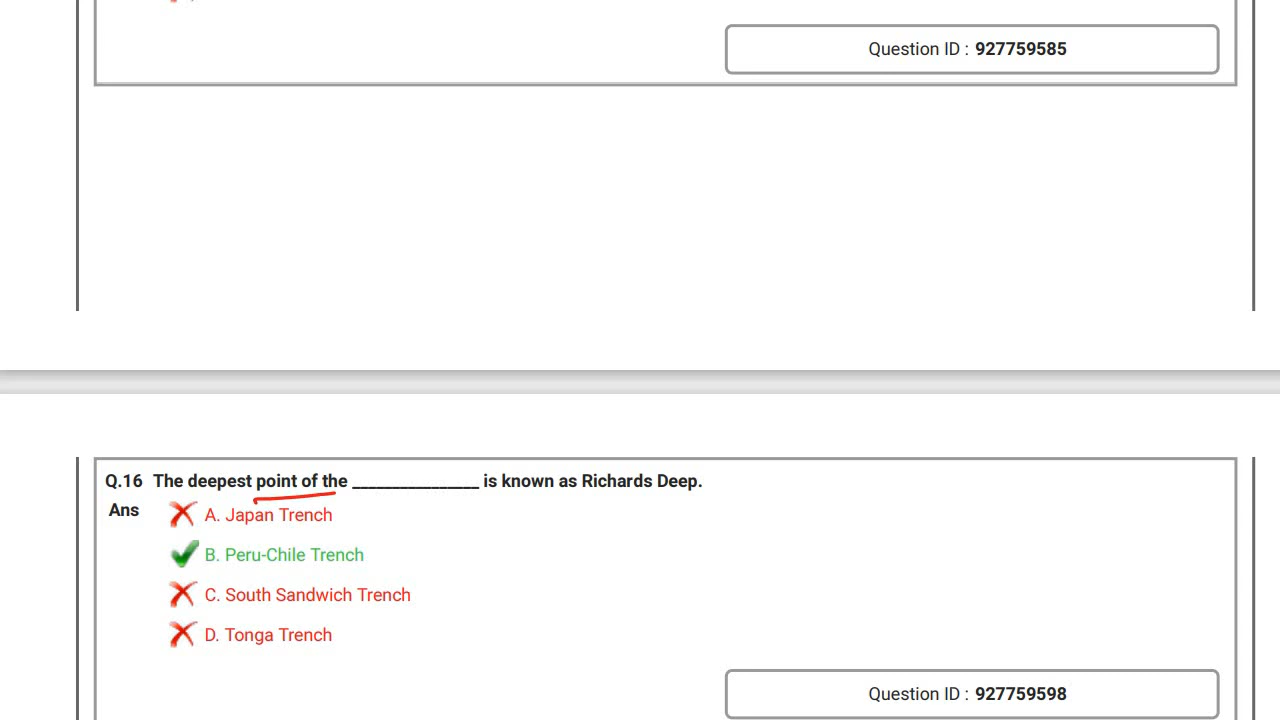 Question ID : 927759585
Q.16 The deepest point of the ________________ is known as Richards Deep.
Ans A. Japan Trench
B. Peru-Chile Trench
C. South Sandwich Trench
D. Tonga Trench
Question ID : 927759598